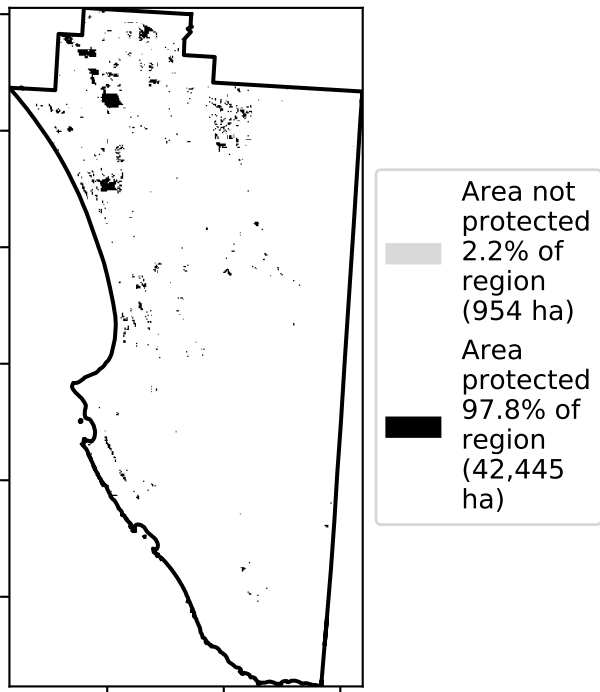 Area not
protected
2.2% of
region
(954 ha)
Area
protected
97.8% of
region
(42,445
ha)